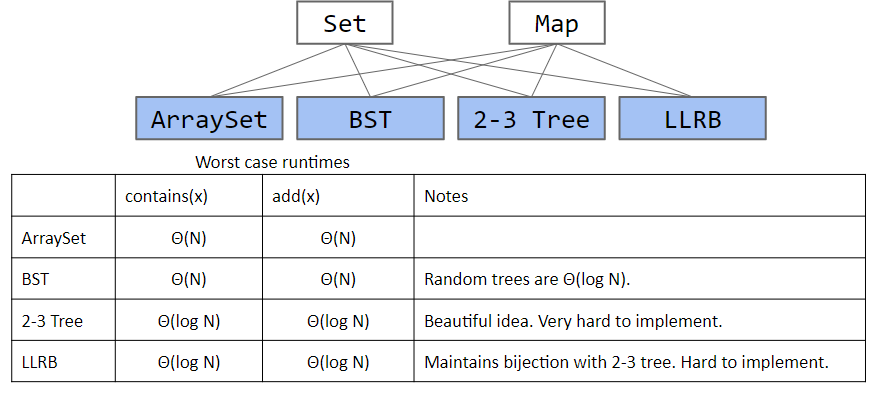 Set Map
ArraySet BST 2-3 Tree LLRB
Worst case runtimes
contains(x) add(x) Notes
ArraySet Θ(N) Θ(N)
BST Θ(N) Θ(N) Random trees are Θ(log N).
2-3 Tree Θ(log N) Θ(log N) Beautiful idea. Very hard to implement.
LLRB Θ(log N) Θ(log N) Maintains bijection with 2-3 tree. Hard to implement.